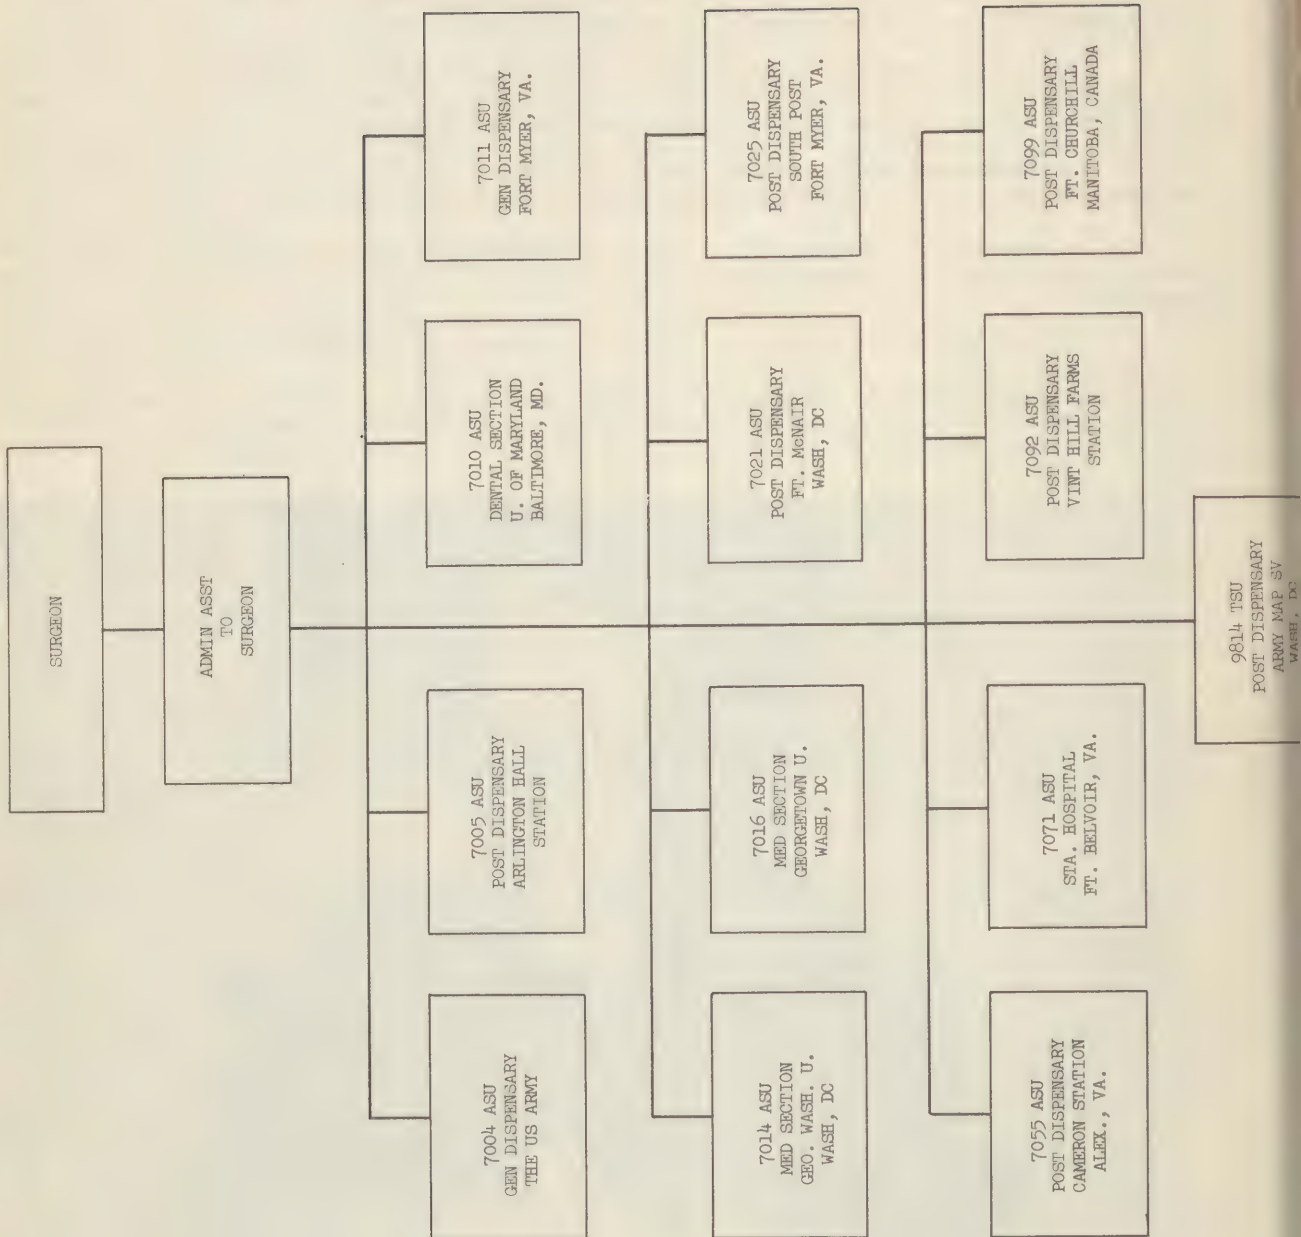 SURGEON
ADMIN ASST
TO
SURGEON
7004 ASU
GEN DISPENSARY
THE US ARMY
7005 ASU
POST DISPENSARY
ARLINGTON HALL
STATION
7010 ASU
DENTAL SECTION
U. OF MARYLAND
BALTIMORE, MD.
7011 ASU
GEN DISPENSARY
FORT MYER, VA.
7014 ASU
MED SECTION
GEO. WASH. U.
WASH, DC
7016 ASU
MED SECTION
GEORGETOWN U.
WASH, DC
7021 ASU
POST DISPENSARY
FT. McNAIR
WASH, DC
7025 ASU
POST DISPENSARY
SOUTH POST
FORT MYER, VA.
7055 ASU
POST DISPENSARY
CAMERON STATION
ALEX., VA.
7071 ASU
STA. HOSPITAL
FT. BELVOIR, VA.
7092 ASU
POST DISPENSARY
VINT HILL FARMS
STATION
7099 ASU
POST DISPENSARY
FT. CHURCHILL
MANITOBA, CANADA
9814 TSU
POST DISPENSARY
ARMY MAP SV
WASH, DC